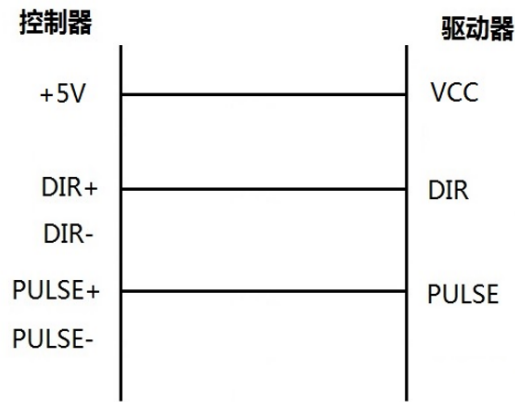 控制器
驱动器
+5V
VCC
DIR+
DIR
DIR-
PULSE+
PULSE
PULSE-